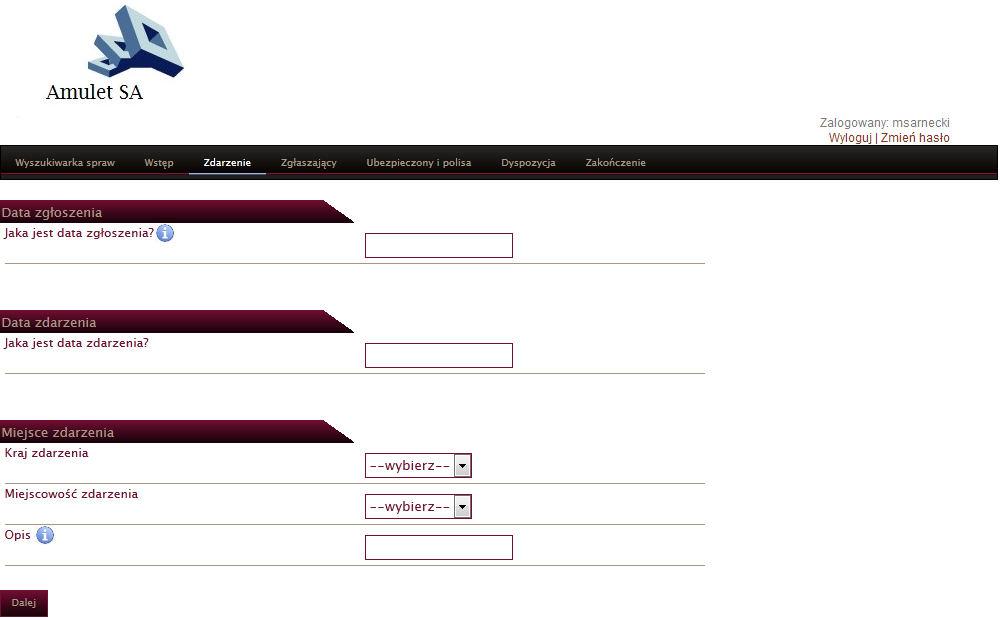 Amulet SA
Zalogowany: msarnecki
Wyloguj | Zmień hasło
Wyszukiwarka spraw Wstęp Zdarzenie Zgłaszający Ubezpieczony i polisa Dyspozycja Zakończenie
Data zgłoszenia
Jaka jest data zgłoszenia?
Data zdarzenia
Jaka jest data zdarzenia?
Miejsce zdarzenia
Kraj zdarzenia
--wybierz--
Miejscowość zdarzenia
--wybierz--
Opis
Dalej